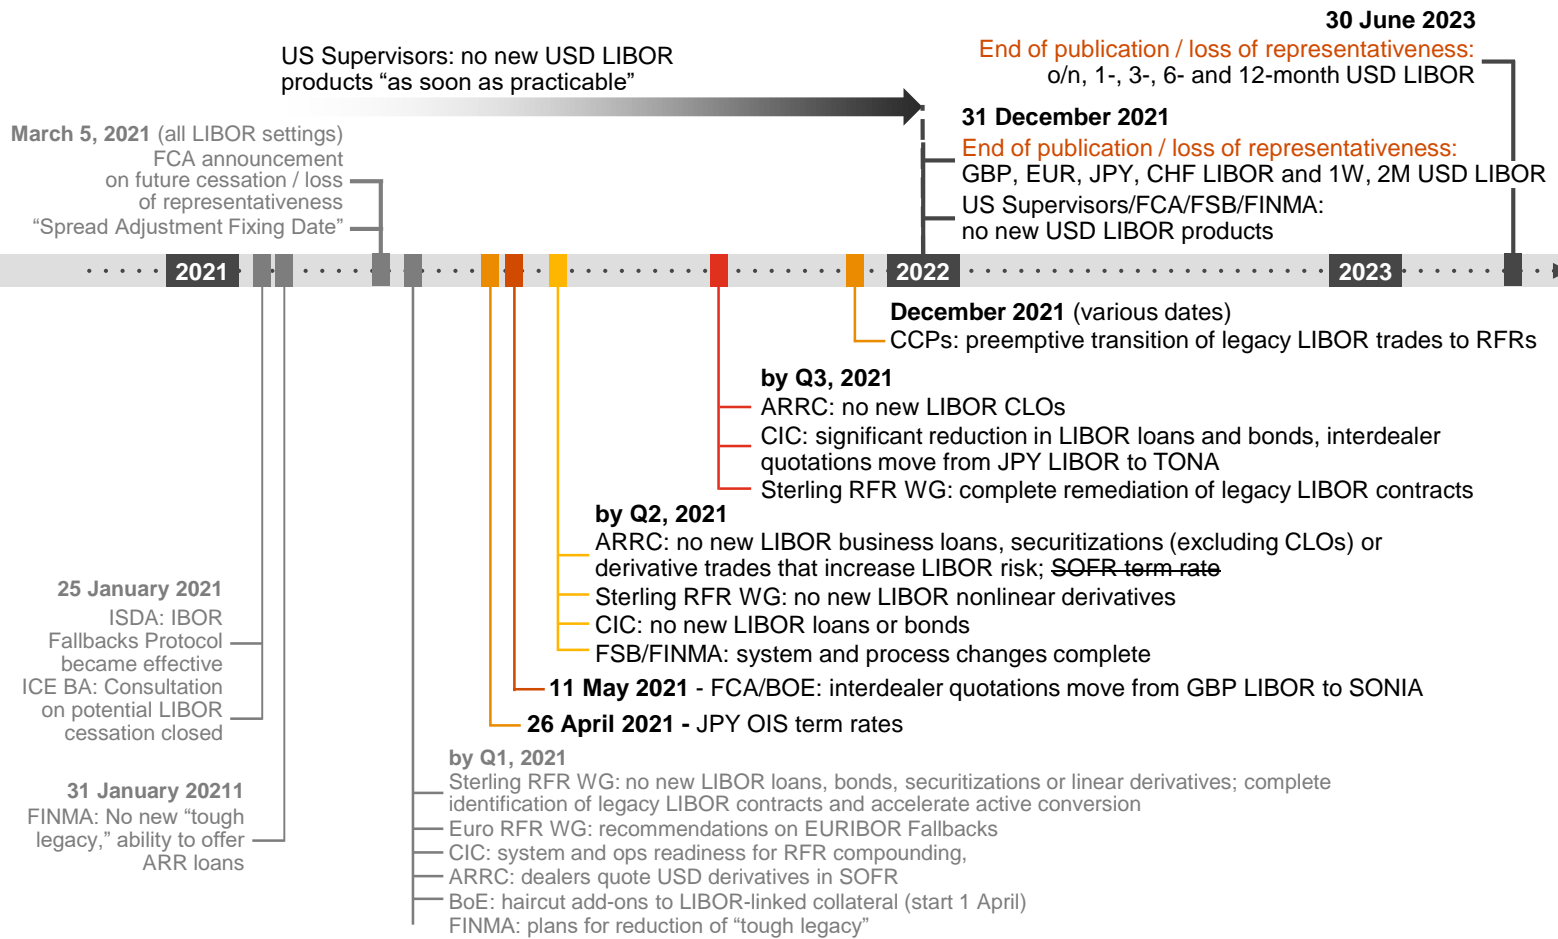 30 June 2023
End of publication / loss of representativeness:
o/n, 1-, 3-, 6- and 12-month USD LIBOR
US Supervisors: no new USD LIBOR
products “as soon as practicable”
31 December 2021
End of publication / loss of representativeness:
GBP, EUR, JPY, CHF LIBOR and 1W, 2M USD LIBOR
US Supervisors/FCA/FSB/FINMA:
no new USD LIBOR products
March 5, 2021 (all LIBOR settings)
FCA announcement
on future cessation / loss
of representativeness
“Spread Adjustment Fixing Date”
2021
2022
2023
December 2021 (various dates)
CCPs: preemptive transition of legacy LIBOR trades to RFRs
by Q3, 2021
ARRC: no new LIBOR CLOs
CIC: significant reduction in LIBOR loans and bonds, interdealer
quotations move from JPY LIBOR to TONA
Sterling RFR WG: complete remediation of legacy LIBOR contracts
by Q2, 2021
ARRC: no new LIBOR business loans, securitizations (excluding CLOs) or
derivative trades that increase LIBOR risk; SOFR term rate
Sterling RFR WG: no new LIBOR nonlinear derivatives
CIC: no new LIBOR loans or bonds
FSB/FINMA: system and process changes complete
11 May 2021 - FCA/BOE: interdealer quotations move from GBP LIBOR to SONIA
26 April 2021 - JPY OIS term rates
25 January 2021
ISDA: IBOR
Fallbacks Protocol
became effective
ICE BA: Consultation
on potential LIBOR
cessation closed
31 January 20211
FINMA: No new “tough
legacy,” ability to offer
ARR loans
by Q1, 2021
Sterling RFR WG: no new LIBOR loans, bonds, securitizations or linear derivatives; complete
identification of legacy LIBOR contracts and accelerate active conversion
Euro RFR WG: recommendations on EURIBOR Fallbacks
CIC: system and ops readiness for RFR compounding,
ARRC: dealers quote USD derivatives in SOFR
BoE: haircut add-ons to LIBOR-linked collateral (start 1 April)
FINMA: plans for reduction of “tough legacy”